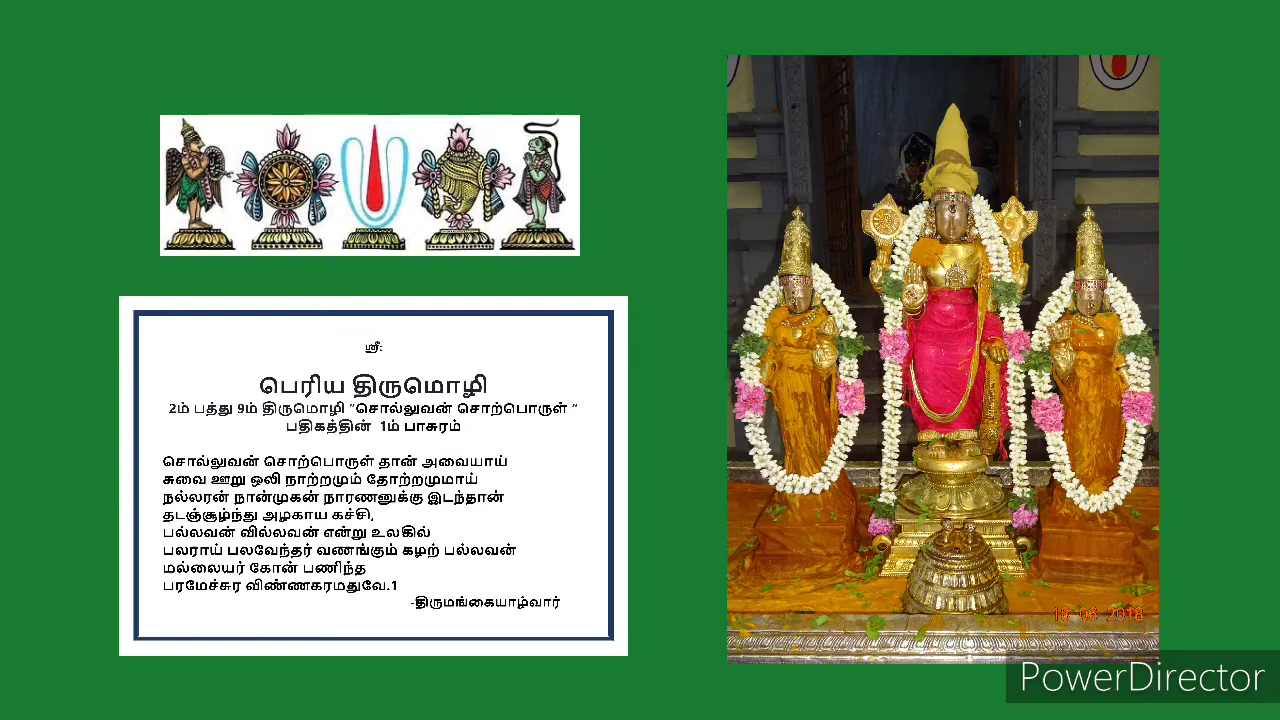 ஸ்ரீ:
பெரிய திருமொழி
2ம் பத்து 9ம் திருமொழி "சொல்லுவன் சொற்பொருள் "
பதிகத்தின் 1ம் பாசுரம்
சொல்லுவன் சொற்பொருள் தான் அவையாய்
சுவை ஊறு ஒலி நாற்றமும் தோற்றமுமாய்
நல்லரன் நான்முகன் நாரணனுக்கு இடந்தான்
தடஞ்சூழ்ந்து அழகாய கச்சி,
பல்லவன் வில்லவன் என்று உலகில்
பலராய் பலவேந்தர் வணங்கும் கழற் பல்லவன்
மல்லையர் கோன் பணிந்த
பரமேச்சுர விண்ணகரமதுவே.1
-திருமங்கையாழ்வார்
18 06 2018
PowerDirector